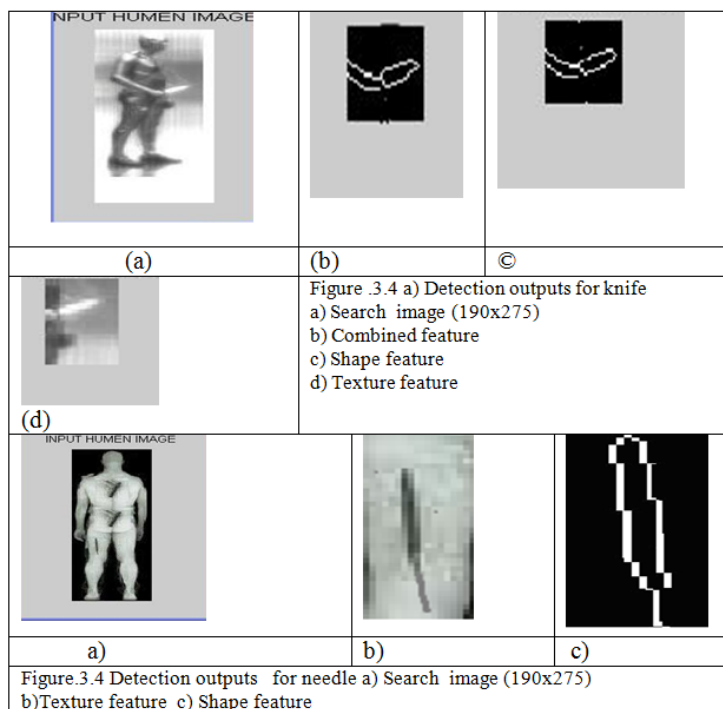 NPUT HUMEN IMAGE
(a)
(b)
©
(d)
Figure .3.4 a) Detection outputs for knife
a) Search image (190x275)
b) Combined feature
c) Shape feature
d) Texture feature
INPUT HUMEN IMAGE
a)
b)
c)
Figure.3.4 Detection outputs for needle a) Search image (190x275)
b)Texture feature c) Shape feature